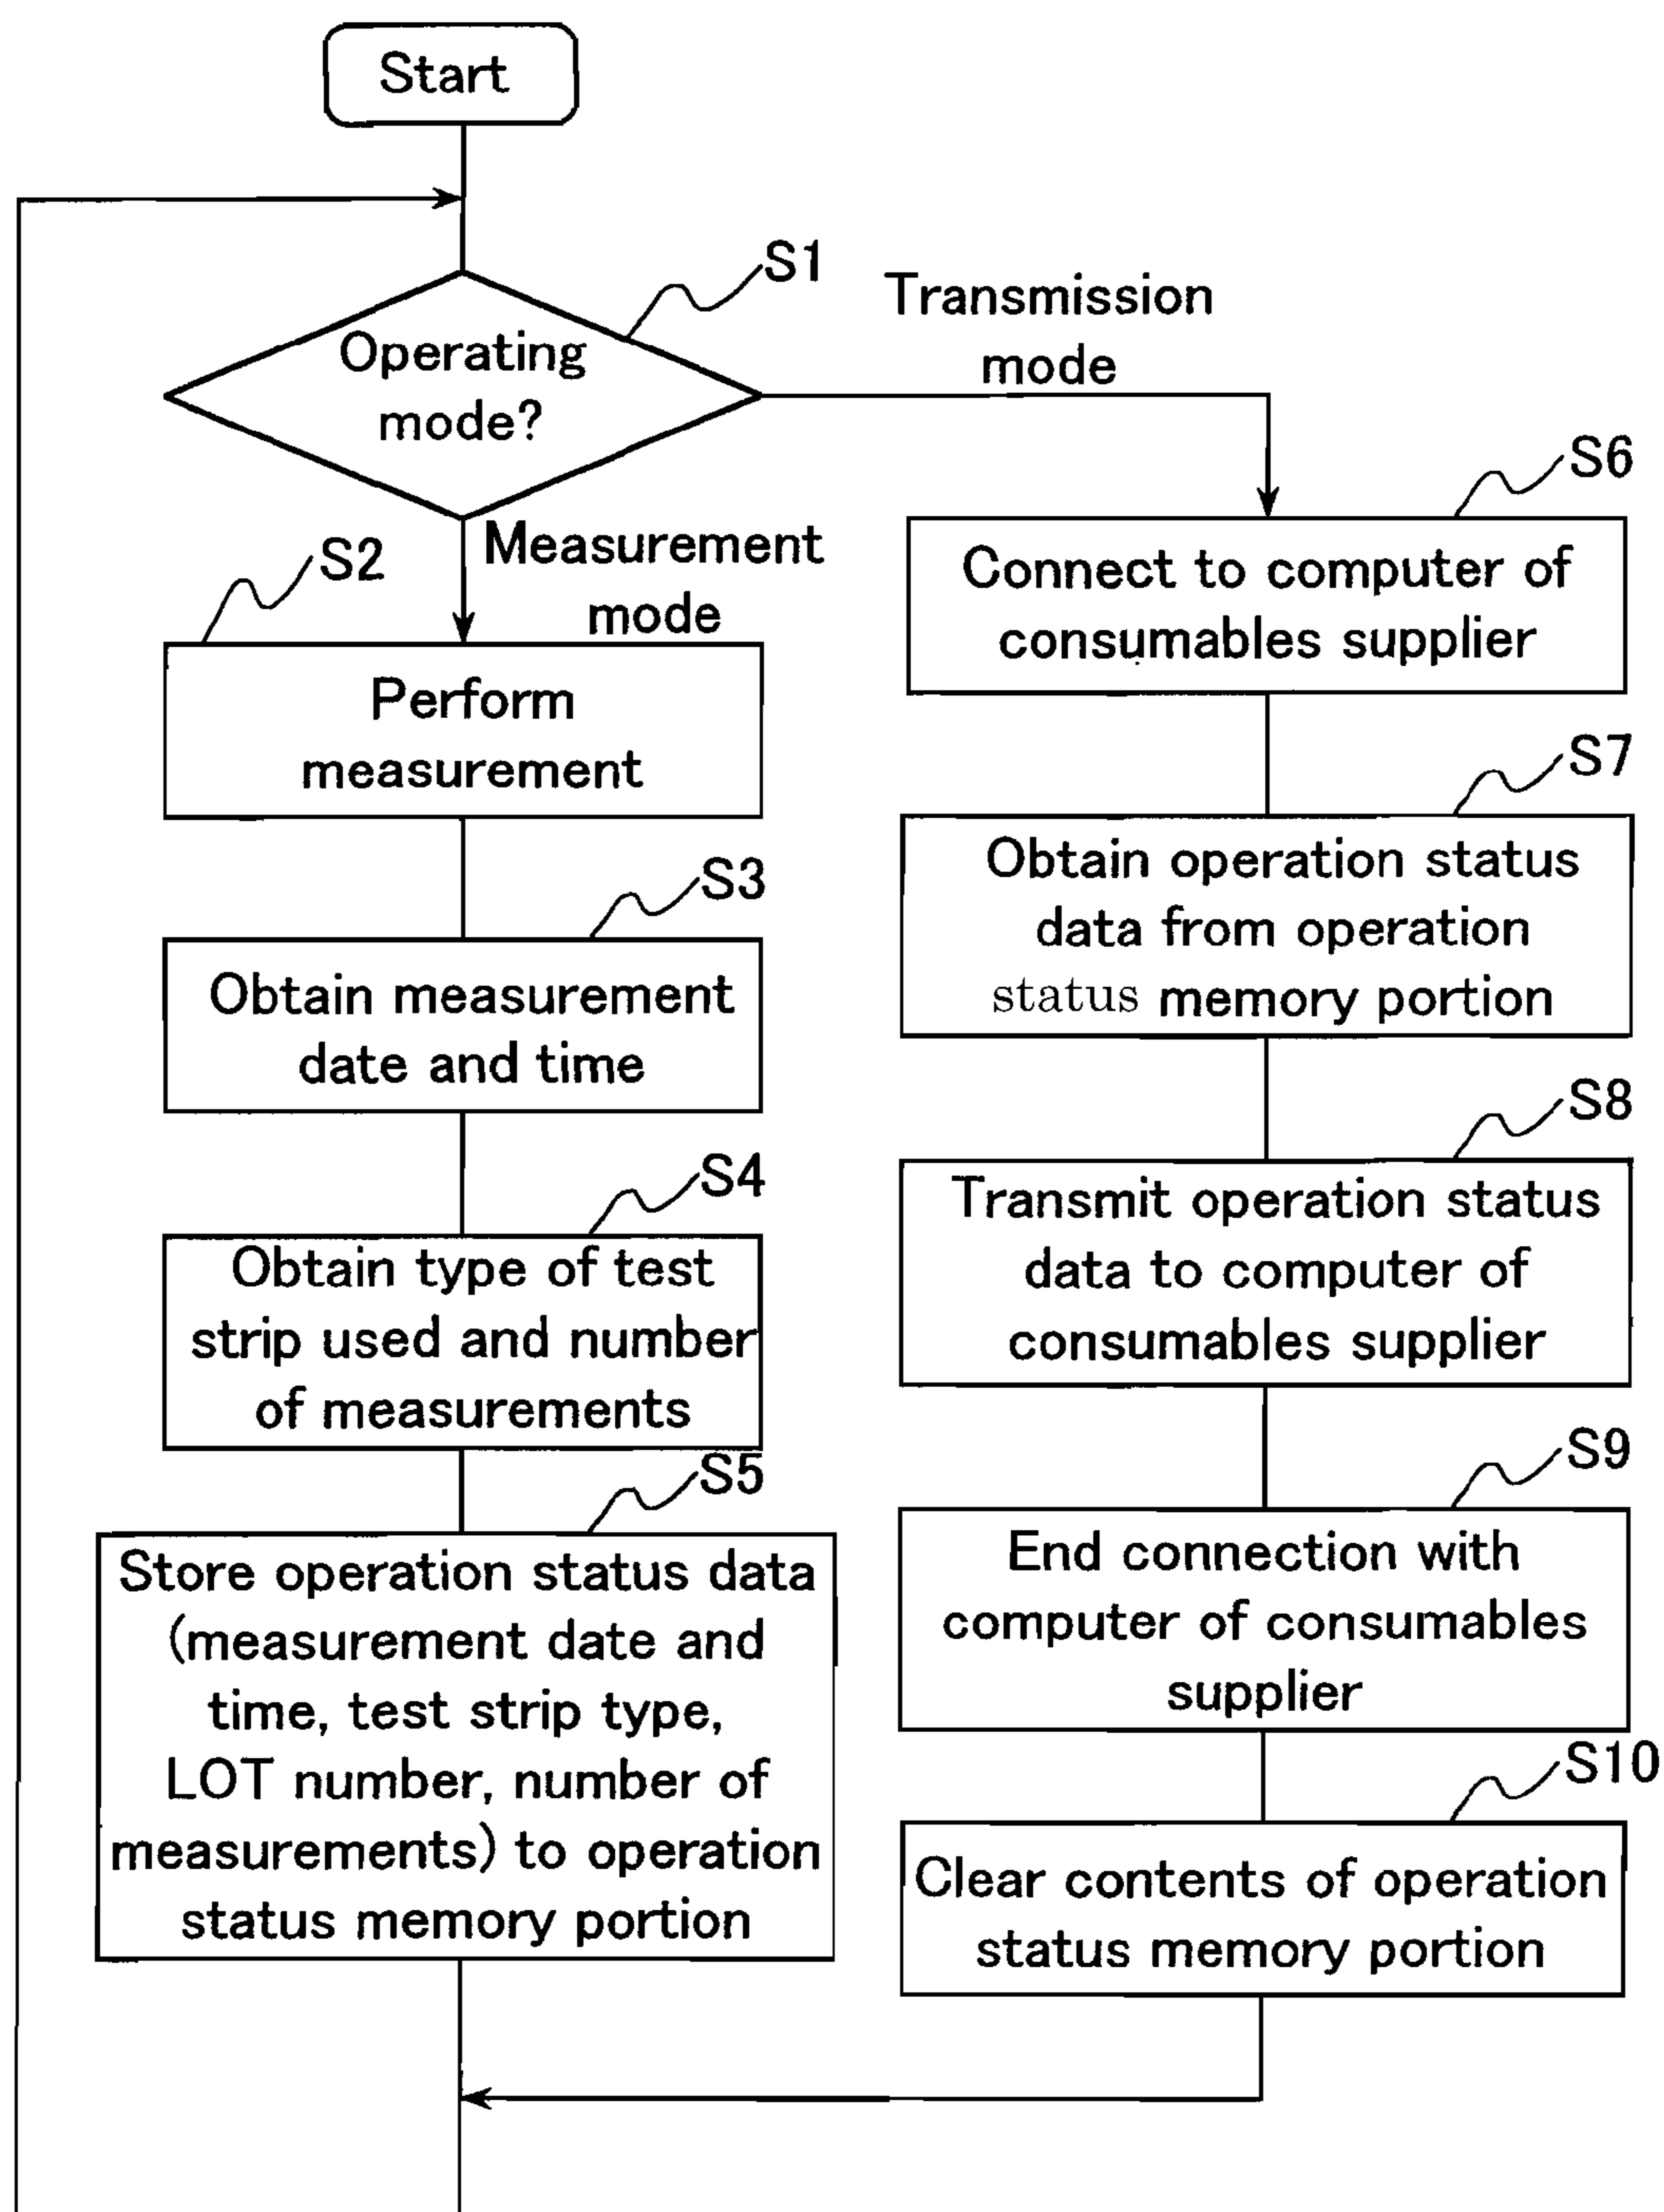 Start
S1
Operating
mode?
Transmission
mode
Measurement
mode
S2
Perform
measurement
S3
Obtain measurement
date and time
S4
Obtain type of test
strip used and number
of measurements
S5
Store operation status data
(measurement date and
time, test strip type,
LOT number, number of
measurements) to operation
status memory portion
S6
Connect to computer of
consumables supplier
S7
Obtain operation status
data from operation
status memory portion
S8
Transmit operation status
data to computer of
consumables supplier
S9
End connection with
computer of consumables
supplier
S10
Clear contents of operation
status memory portion